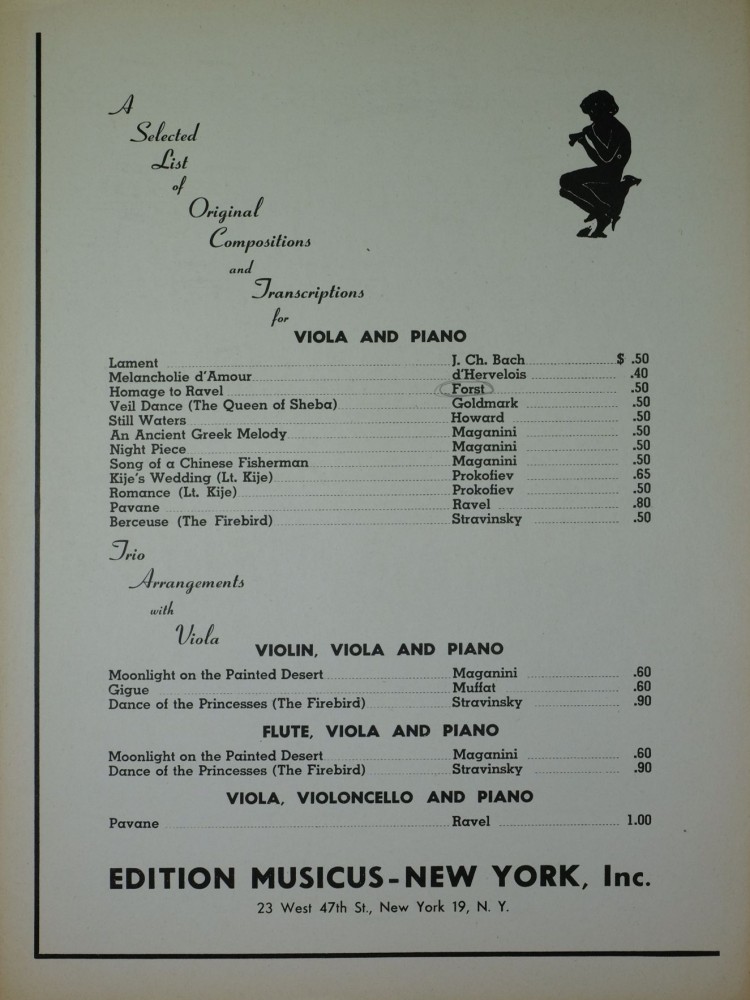 A
Selected
List
of
Original
Compositions
and
Transcriptions
for
VIOLA AND PIANO
Lament J. Ch. Bach $ .50
Melancholie d'Amour d'Hervelois .40
Homage to Ravel Forst .50
Veil Dance (The Queen of Sheba) Goldmark .50
Still Waters Howard .50
An Ancient Greek Melody Maganini .50
Night Piece Maganini .50
Song of a Chinese Fisherman Maganini .50
Kije's Wedding (Lt. Kije) Prokofiev .65
Romance (Lt. Kije) Prokofiev .50
Pavane Ravel .80
Berceuse (The Firebird) Stravinsky .50
Trio
Arrangements
with
Viola
VIOLIN, VIOLA AND PIANO
Moonlight on the Painted Desert Maganini .60
Gigue Muffat .60
Dance of the Princesses (The Firebird) Stravinsky .90
FLUTE, VIOLA AND PIANO
Moonlight on the Painted Desert Maganini .60
Dance of the Princesses (The Firebird) Stravinsky .90
VIOLA, VIOLONCELLO AND PIANO
Pavane Ravel 1.00
EDITION MUSICUS-NEW YORK, Inc.
23 West 47th St., New York 19, N. Y.